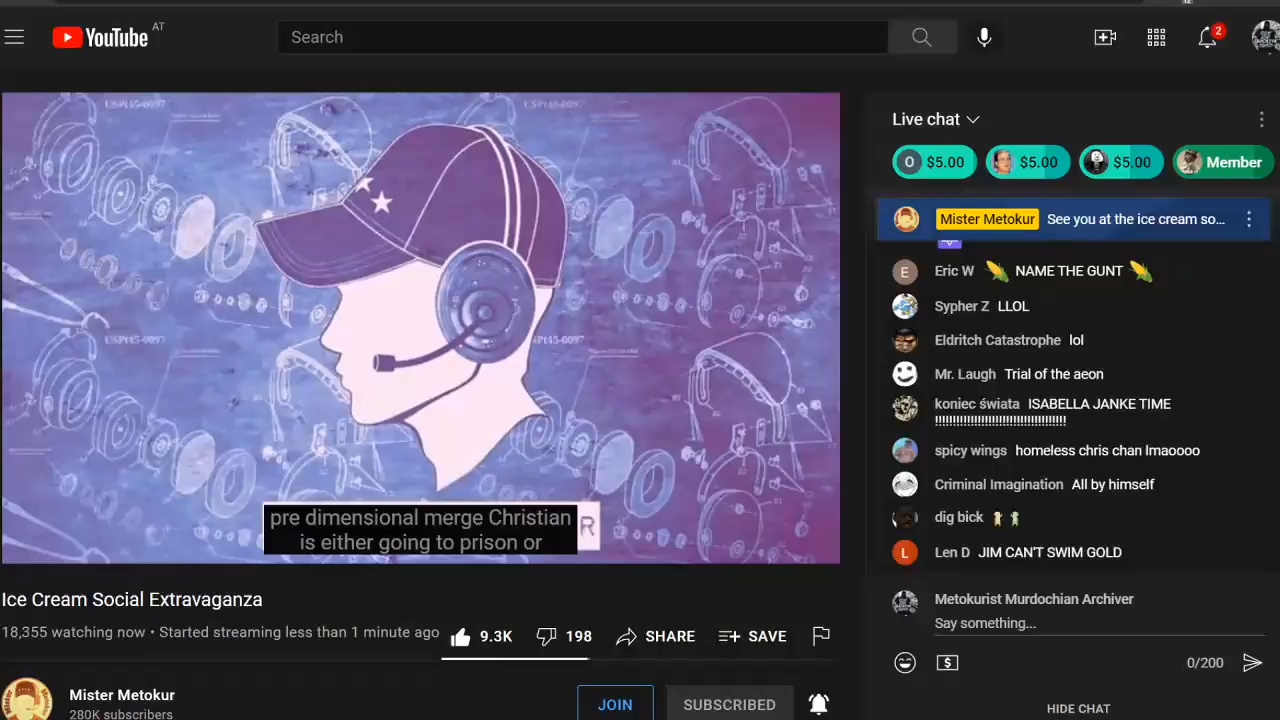 YouTube AT
Search
2
USPt45-0097
Live chat
$5.00
$5.00
$5.00
Member
Mister Metokur See you at the ice cream so...
Eric W 🌽 NAME THE GUNT 🌽
Sypher Z LLOL
Eldritch Catastrophe lol
Mr. Laugh Trial of the aeon
koniec świata ISABELLA JANKE TIME
!!!!!!!!!!!!!!!!!!!!!!!!!!!!!!!!!!!!!
spicy wings homeless chris chan lmaoooo
Criminal Imagination All by himself
dig bick
Len D JIM CAN'T SWIM GOLD
pre dimensional merge Christian
is either going to prison or
R
Ice Cream Social Extravaganza
18,355 watching now • Started streaming less than 1 minute ago
9.3K
198
SHARE
SAVE
Metokurist Murdochian Archiver
Say something...
0/200
Mister Metokur
280K subscribers
JOIN
SUBSCRIBED
HIDE CHAT